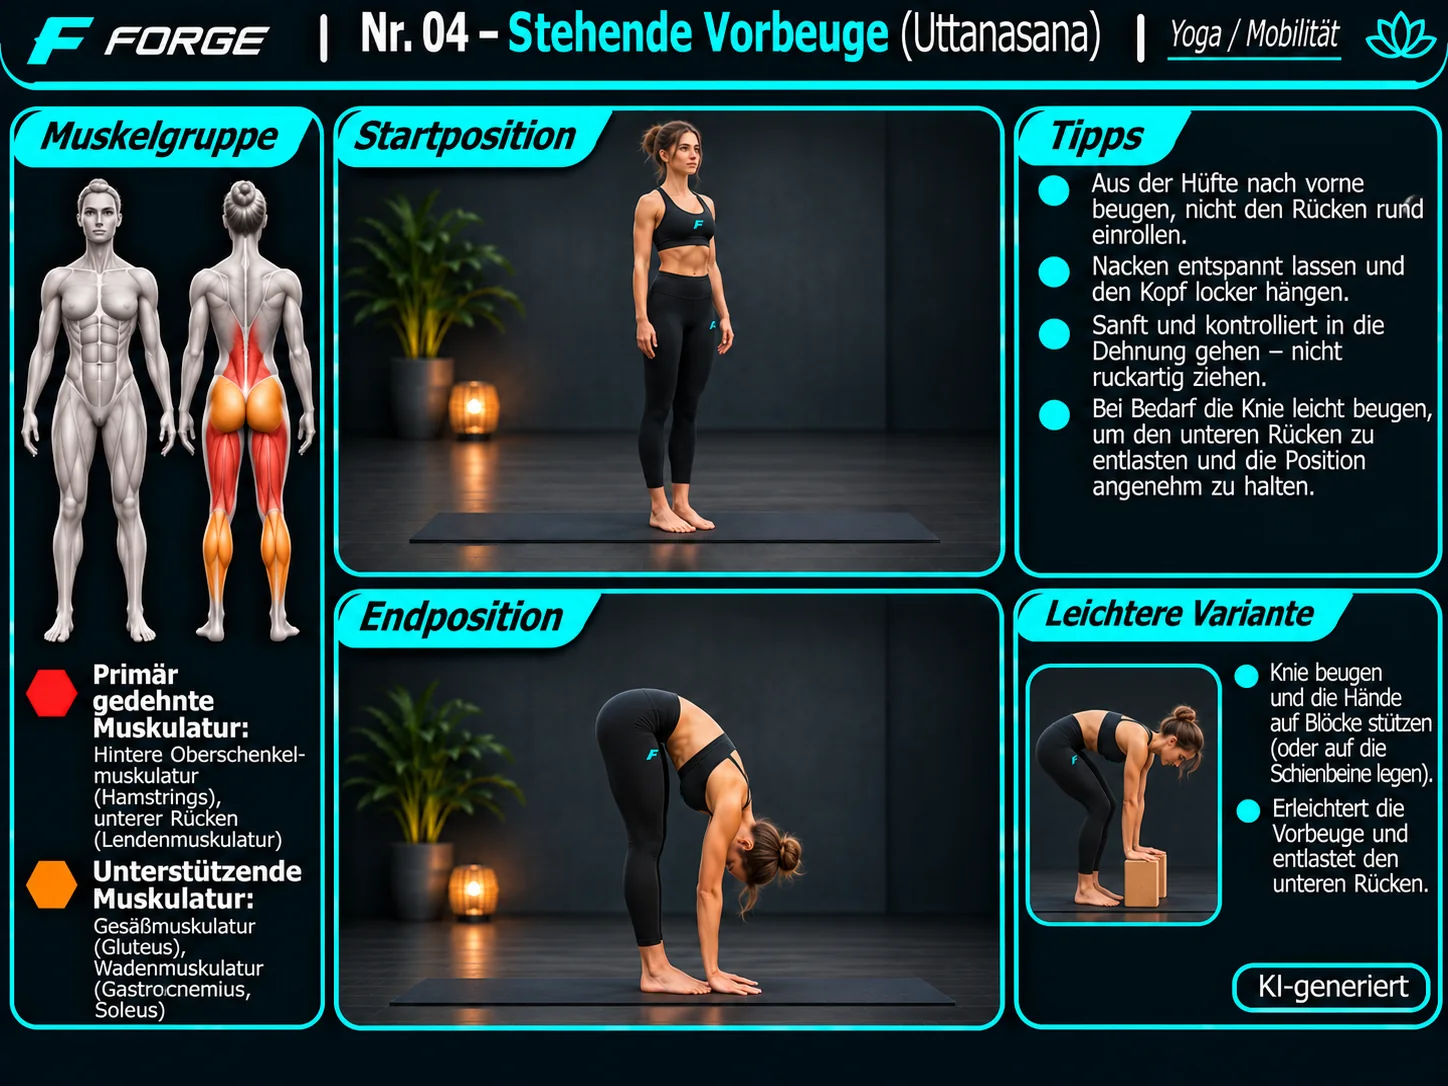 FORGE | Nr. 04 – Stehende Vorbeuge (Uttanasana) | Yoga / Mobilität
Muskelgruppe
Primär
gedehnte
Muskulatur:
Hintere Oberschenkel-
muskulatur
(Hamstrings),
unterer Rücken
(Lendenmuskulatur)
Unterstützende
Muskulatur:
Gesäßmuskulatur
(Gluteus),
Wadenmuskulatur
(Gastrocnemius,
Soleus)
Startposition
Endposition
Tipps
Aus der Hüfte nach vorne
beugen, nicht den Rücken rund
einrollen.
Nacken entspannt lassen und
den Kopf locker hängen.
Sanft und kontrolliert in die
Dehnung gehen – nicht
ruckartig ziehen.
Bei Bedarf die Knie leicht beugen,
um den unteren Rücken zu
entlasten und die Position
angenehm zu halten.
Leichtere Variante
Knie beugen
und die Hände
auf Blöcke stützen
(oder auf die
Schienbeine legen).
Erleichtert die
Vorbeuge und
entlastet den
unteren Rücken.
KI-generiert